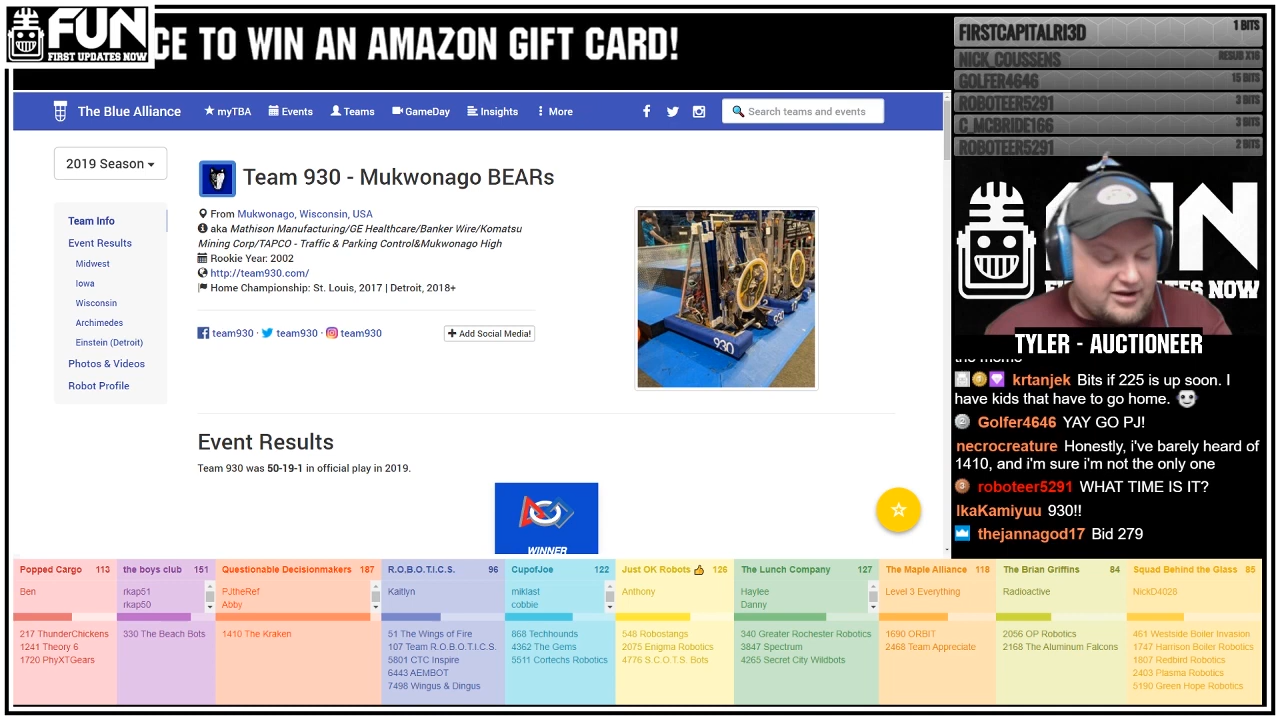 FUN
FIRST UPDATES NOW
CE TO WIN AN AMAZON GIFT CARD!
The Blue Alliance
myTBA
Events
Teams
GameDay
Insights
More
Search teams and events
2019 Season
Team Info
Event Results
Midwest
Iowa
Wisconsin
Archimedes
Einstein (Detroit)
Photos & Videos
Robot Profile
Team 930 - Mukwonago BEARs
From Mukwonago, Wisconsin, USA
aka Mathison Manufacturing/GE Healthcare/Banker Wire/Komatsu
Mining Corp/TAPCO - Traffic & Parking Control&Mukwonago High
Rookie Year: 2002
http://team930.com/
Home Championship: St. Louis, 2017 | Detroit, 2018+
team930 · team930 · team930
Add Social Media!
930
Event Results
Team 930 was 50-19-1 in official play in 2019.
WINNER
FIRSTCAPITALRI3D 1 BITS
NICK_COUSSENS RESUB X16
GOLFER4646 15 BITS
ROBOTEER5291 3 BITS
C_MCBRIDE166 3 BITS
ROBOTEER5291 2 BITS
TES NOW
TYLER - AUCTIONEER
krtanjek Bits if 225 is up soon. I
have kids that have to go home.
Golfer4646 YAY GO PJ!
necrocreature Honestly, i've barely heard of
1410, and i'm sure i'm not the only one
roboteer5291 WHAT TIME IS IT?
IkaKamiyuu 930!!
thejannagod17 Bid 279
Popped Cargo 113
Ben
217 ThunderChickens
1241 Theory 6
1720 PhyXTGears
the boys club 151
rkap51
rkap50
330 The Beach Bots
Questionable Decisionmakers 187
PJtheRef
Abby
1410 The Kraken
R.O.B.O.T.I.C.S. 96
Kaitlyn
51 The Wings of Fire
107 Team R.O.B.O.T.I.C.S.
5801 CTC Inspire
6443 AEMBOT
7498 Wingus & Dingus
CupofJoe 122
miklast
cobbie
868 Techhounds
4362 The Gems
5511 Cortechs Robotics
Just OK Robots 126
Anthony
548 Robostangs
2075 Enigma Robotics
4776 S.C.O.T.S. Bots
The Lunch Company 127
Haylee
Danny
340 Greater Rochester Robotics
3847 Spectrum
4265 Secret City Wildbots
The Maple Alliance 118
Level 3 Everything
1690 ORBIT
2468 Team Appreciate
The Brian Griffins 84
Radioactive
2056 OP Robotics
2168 The Aluminum Falcons
Squad Behind the Glass 85
NickD4028
461 Westside Boiler Invasion
1747 Harrison Boiler Robotics
1807 Redbird Robotics
2403 Plasma Robotics
5190 Green Hope Robotics